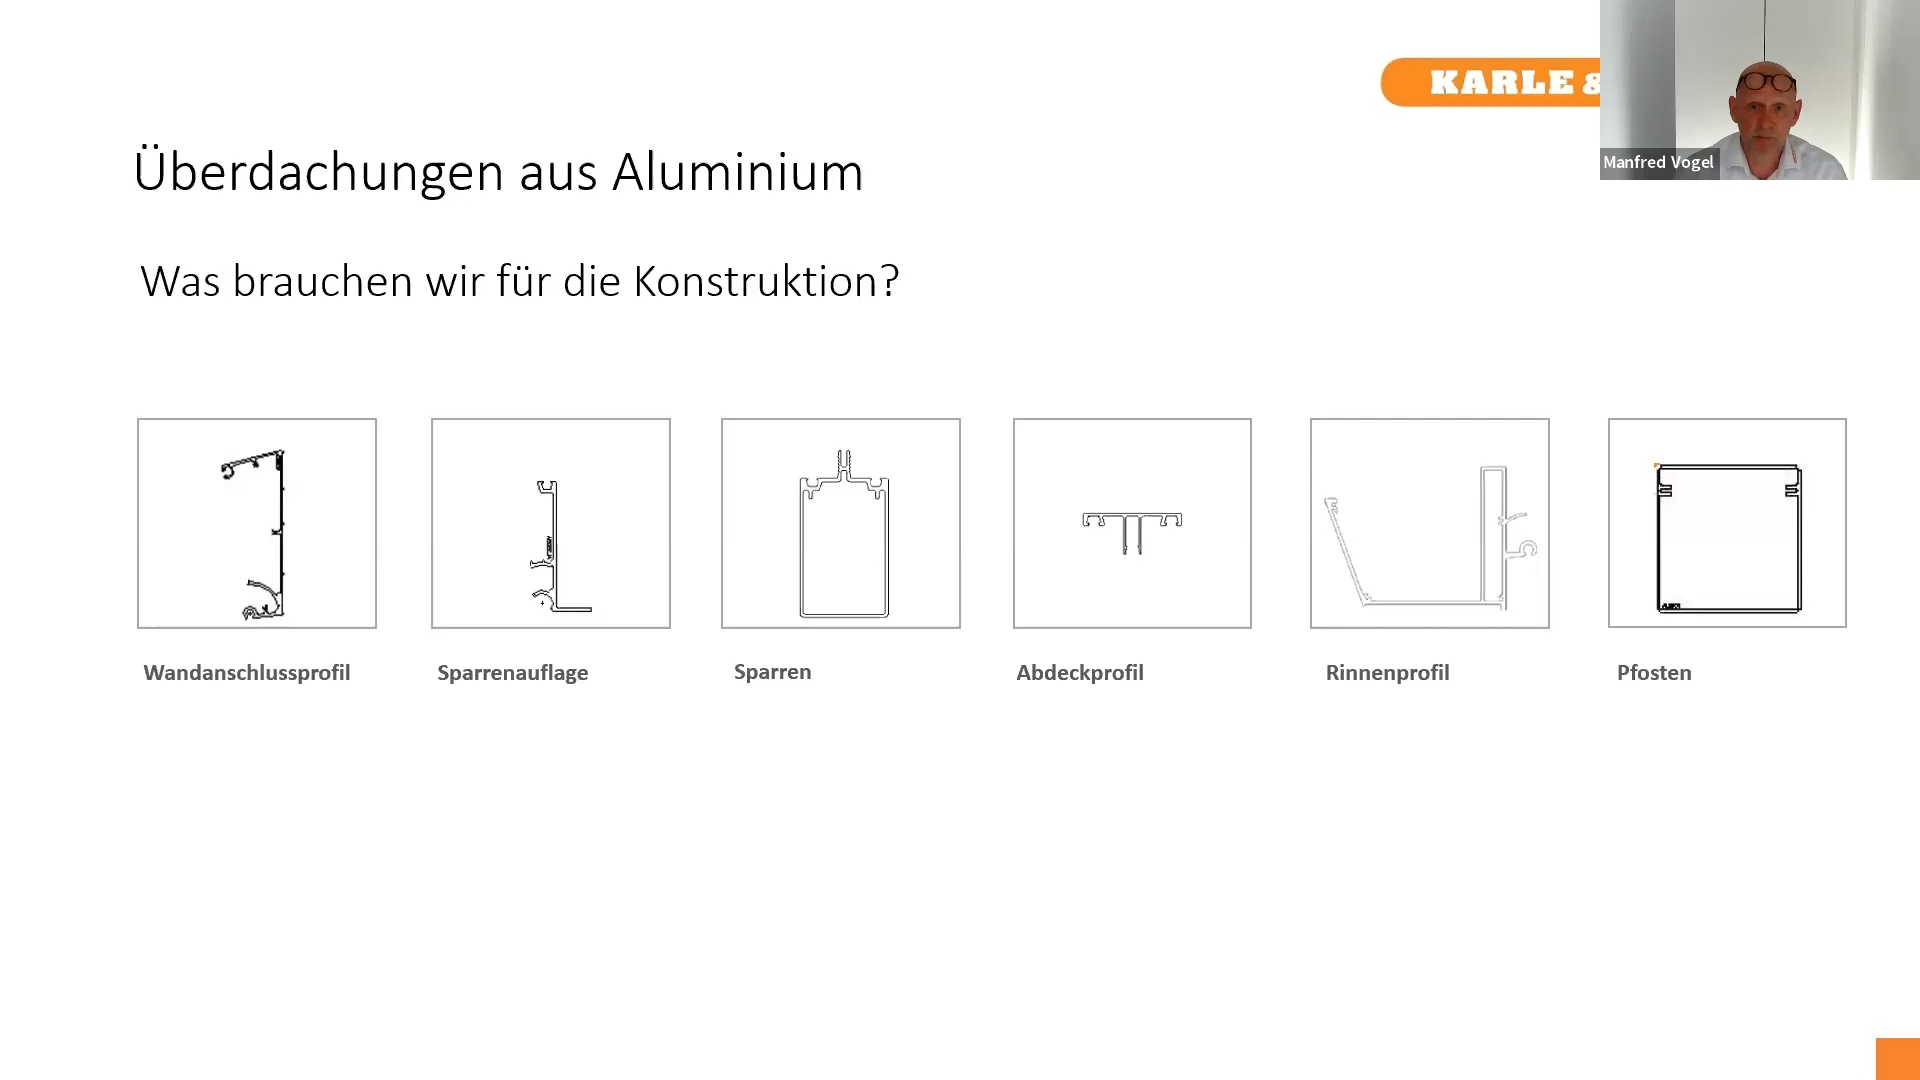 KARLE &
Manfred Vogel
Überdachungen aus Aluminium
Was brauchen wir für die Konstruktion?
Wandanschlussprofil
Sparrenauflage
Sparren
Abdeckprofil
Rinnenprofil
Pfosten